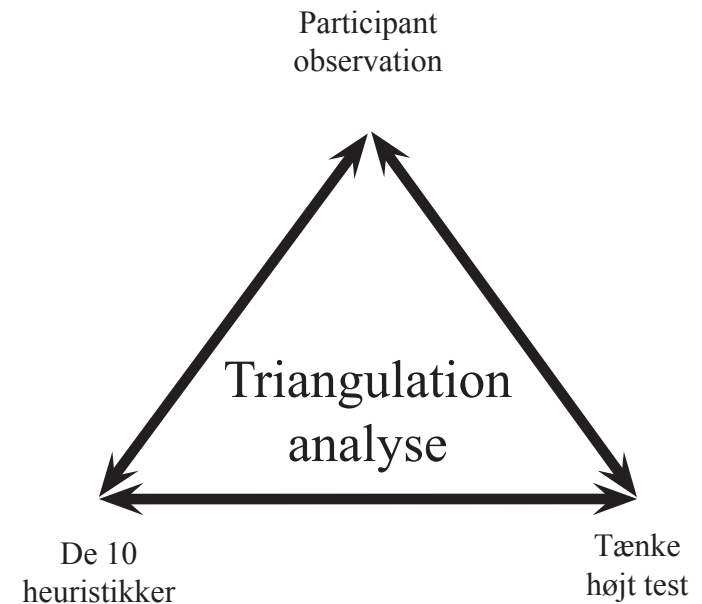 Participant
observation
Triangulation
analyse
De 10
heuristikker
Tænke
højt test